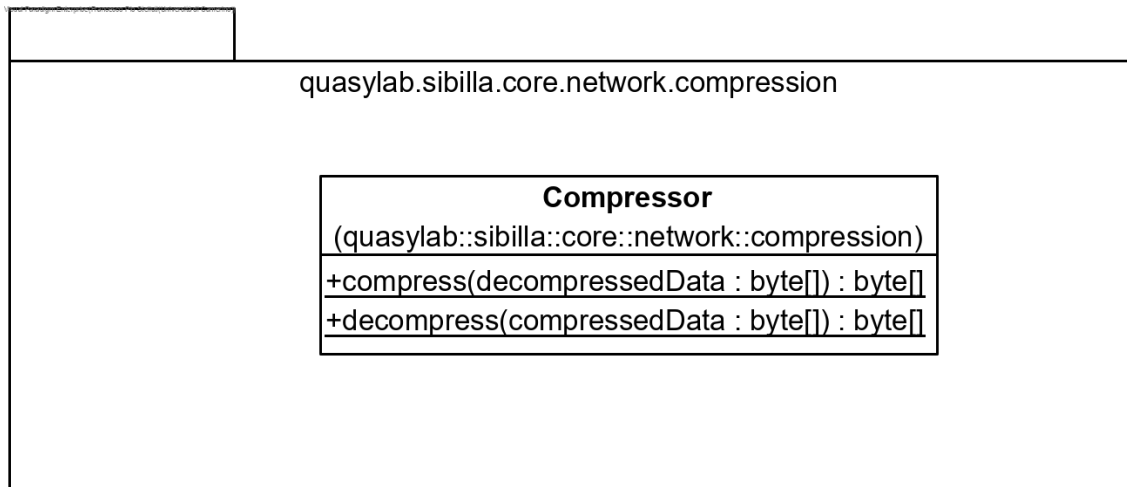 quasylab.sibilla.core.network.compression
Compressor
(quasylab::sibilla::core::network::compression)
+compress(decompressedData : byte[]) : byte[]
+decompress(compressedData : byte[]) : byte[]